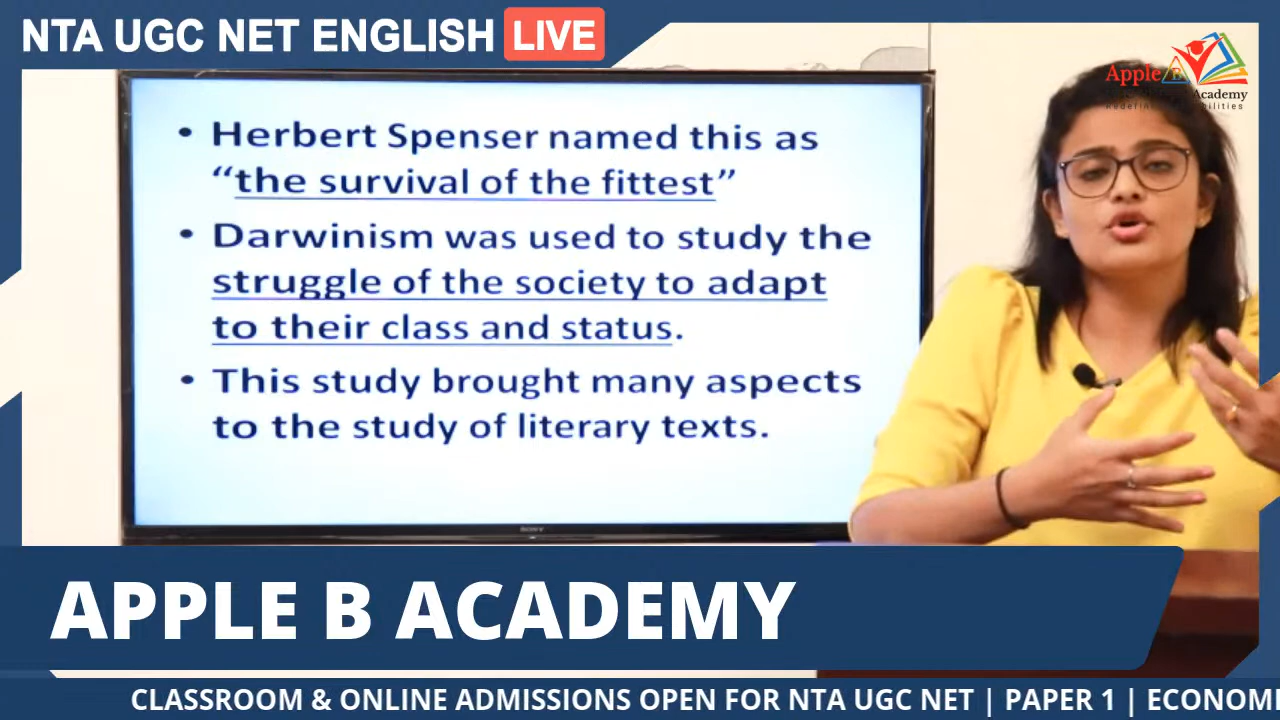 NTA UGC NET ENGLISH LIVE
Apple B
Academy
• Herbert Spenser named this as
“the survival of the fittest”
• Darwinism was used to study the
struggle of the society to adapt
to their class and status.
• This study brought many aspects
to the study of literary texts.
SONY
APPLE B ACADEMY
CLASSROOM & ONLINE ADMISSIONS OPEN FOR NTA UGC NET | PAPER 1 | ECONOMI